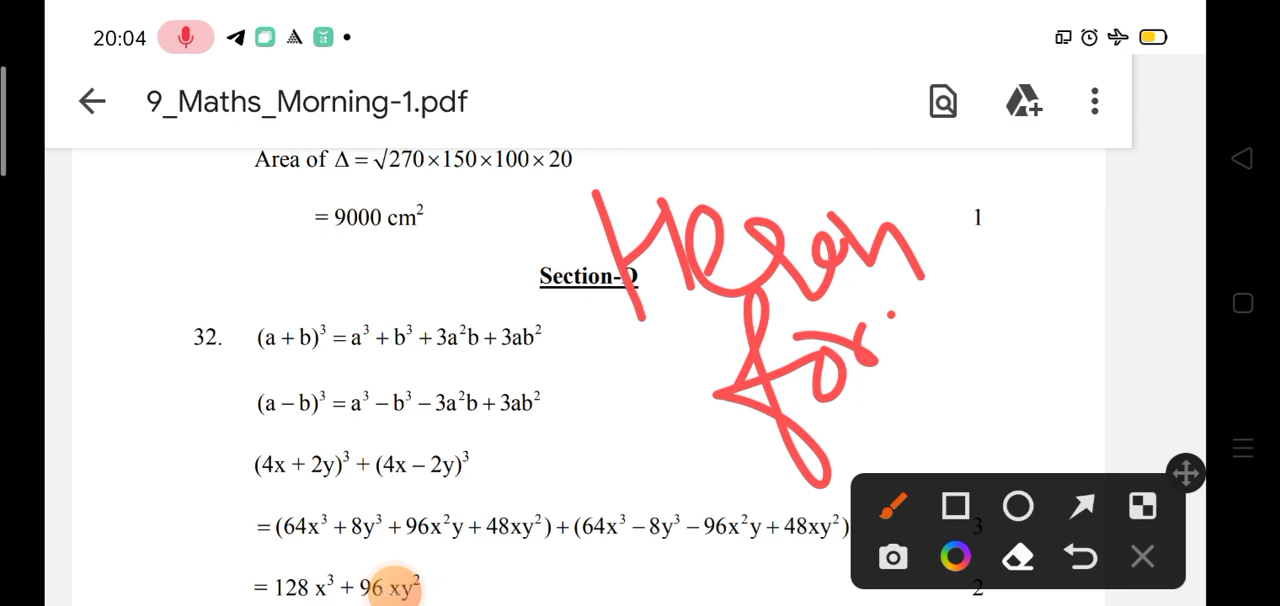 20:04
9_Maths_Morning-1.pdf
Area of Δ = √270×150×100×20
= 9000 cm² 1
Section-D
32. (a + b)³ = a³ + b³ + 3a²b + 3ab²
(a − b)³ = a³ − b³ − 3a²b + 3ab²
for
(4x + 2y)³ + (4x − 2y)³
= (64x³ + 8y³ + 96x²y + 48xy²) + (64x³ − 8y³ − 96x²y + 48xy²) 3
= 128 x³ + 96 xy² 2